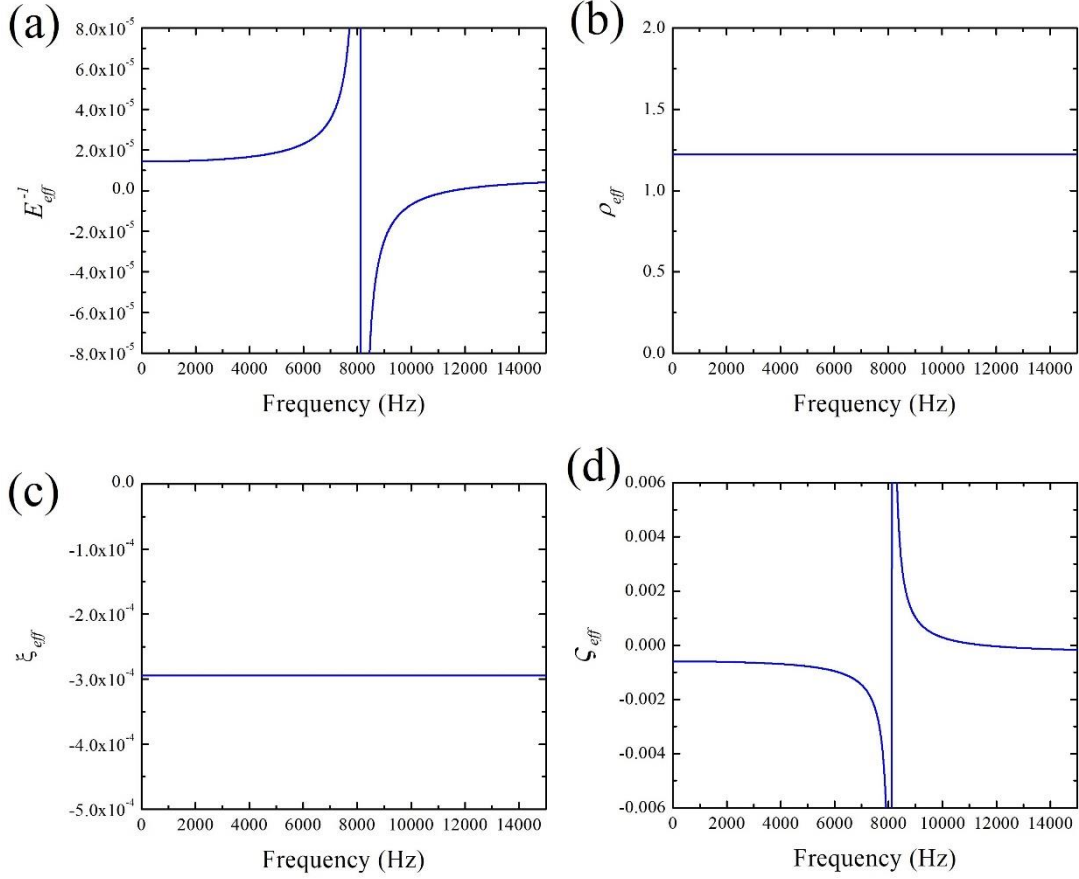 (a)
8.0x10⁻⁵
6.0x10⁻⁵
4.0x10⁻⁵
2.0x10⁻⁵
0.0
-2.0x10⁻⁵
-4.0x10⁻⁵
-6.0x10⁻⁵
-8.0x10⁻⁵
E⁻¹eff
0 2000 4000 6000 8000 10000 12000 14000
Frequency (Hz)
(b)
2.0
1.5
1.0
0.5
0.0
ρeff
0 2000 4000 6000 8000 10000 12000 14000
Frequency (Hz)
(c)
0.0
-1.0x10⁻⁴
-2.0x10⁻⁴
-3.0x10⁻⁴
-4.0x10⁻⁴
-5.0x10⁻⁴
ξeff
0 2000 4000 6000 8000 10000 12000 14000
Frequency (Hz)
(d)
0.006
0.004
0.002
0.000
-0.002
-0.004
-0.006
ςeff
0 2000 4000 6000 8000 10000 12000 14000
Frequency (Hz)